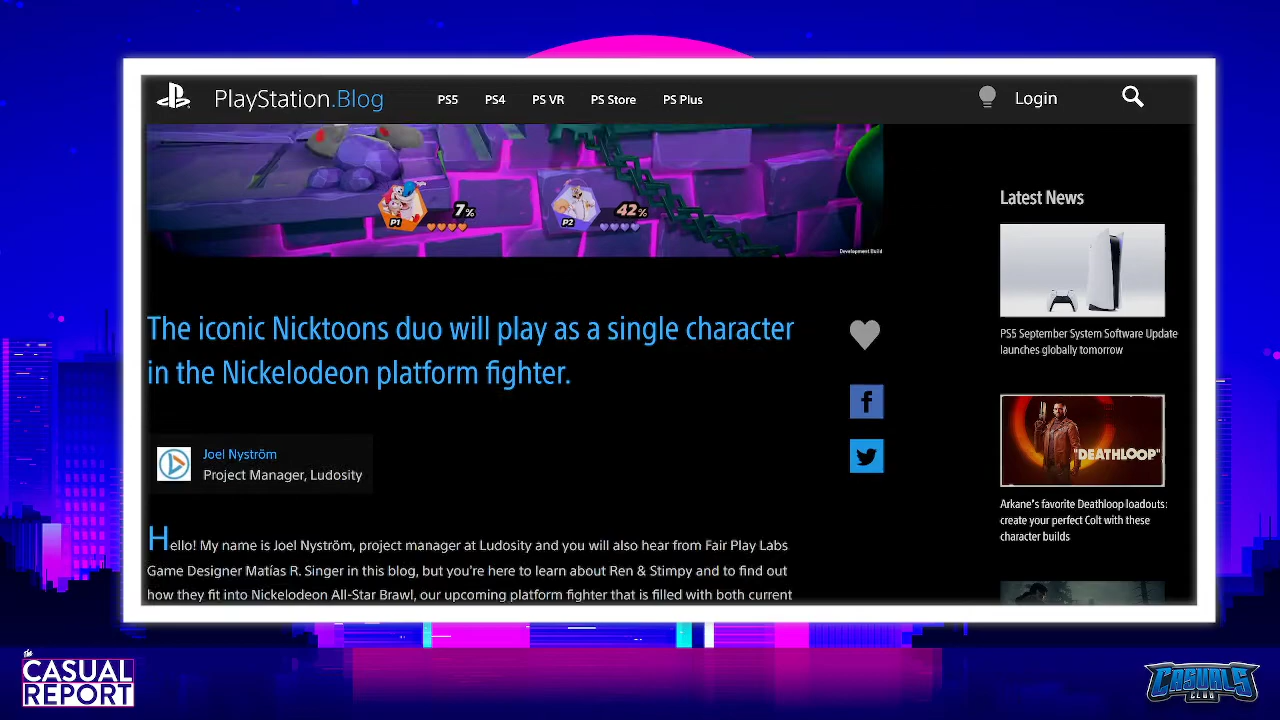 PlayStation.Blog
PS5 PS4 PS VR PS Store PS Plus
Login
P1 7%
P2 42%
Development Build
The iconic Nicktoons duo will play as a single character
in the Nickelodeon platform fighter.
Joel Nyström
Project Manager, Ludosity
Hello! My name is Joel Nyström, project manager at Ludosity and you will also hear from Fair Play Labs
Game Designer Matías R. Singer in this blog, but you're here to learn about Ren & Stimpy and to find out
how they fit into Nickelodeon All-Star Brawl, our upcoming platform fighter that is filled with both current
Latest News
PS5 September System Software Update
launches globally tomorrow
"DEATHLOOP"
Arkane's favorite Deathloop loadouts:
create your perfect Colt with these
character builds
the
CASUAL
REPORT
CASUALS
CLUB